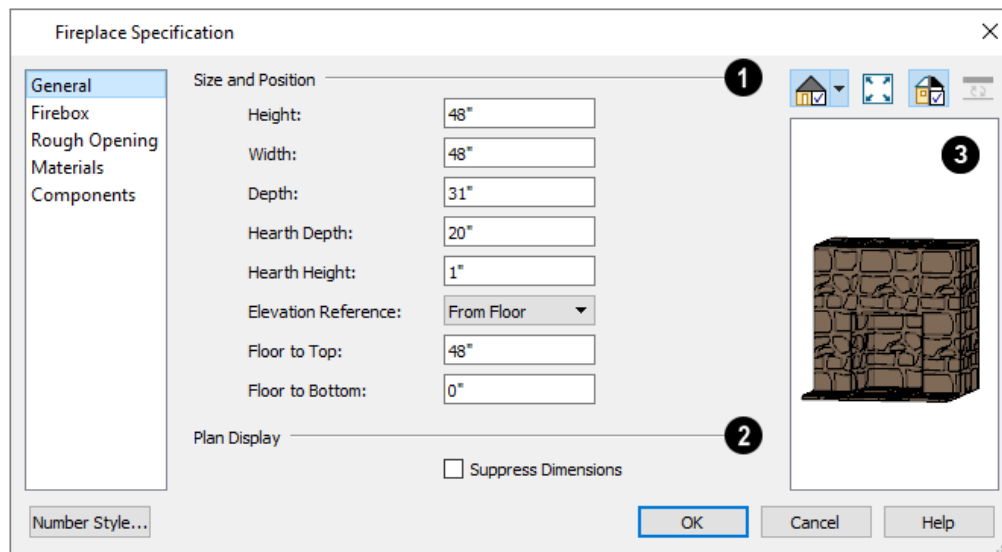 Fireplace Specification
General
Firebox
Rough Opening
Materials
Components
Size and Position 1
Height: 48"
Width: 48"
Depth: 31"
Hearth Depth: 20"
Hearth Height: 1"
Elevation Reference: From Floor
Floor to Top: 48"
Floor to Bottom: 0"
Plan Display 2
Suppress Dimensions
3
Number Style...
OK
Cancel
Help